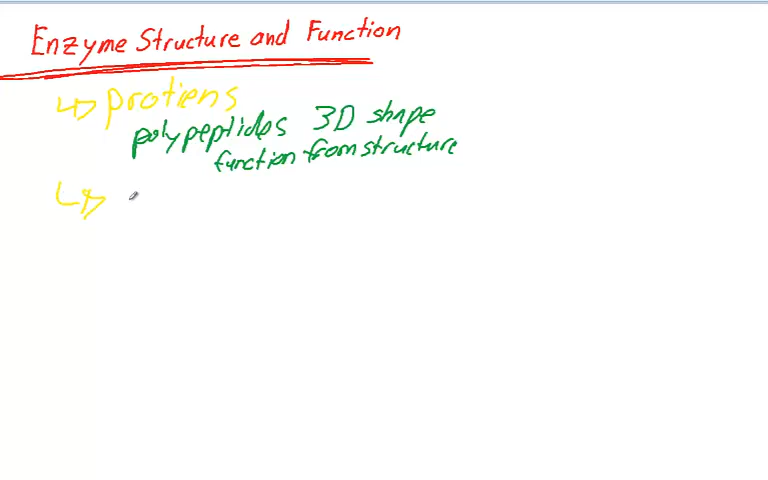 Enzyme Structure and Function
protiens
polypeptides 3D shape
function from structure